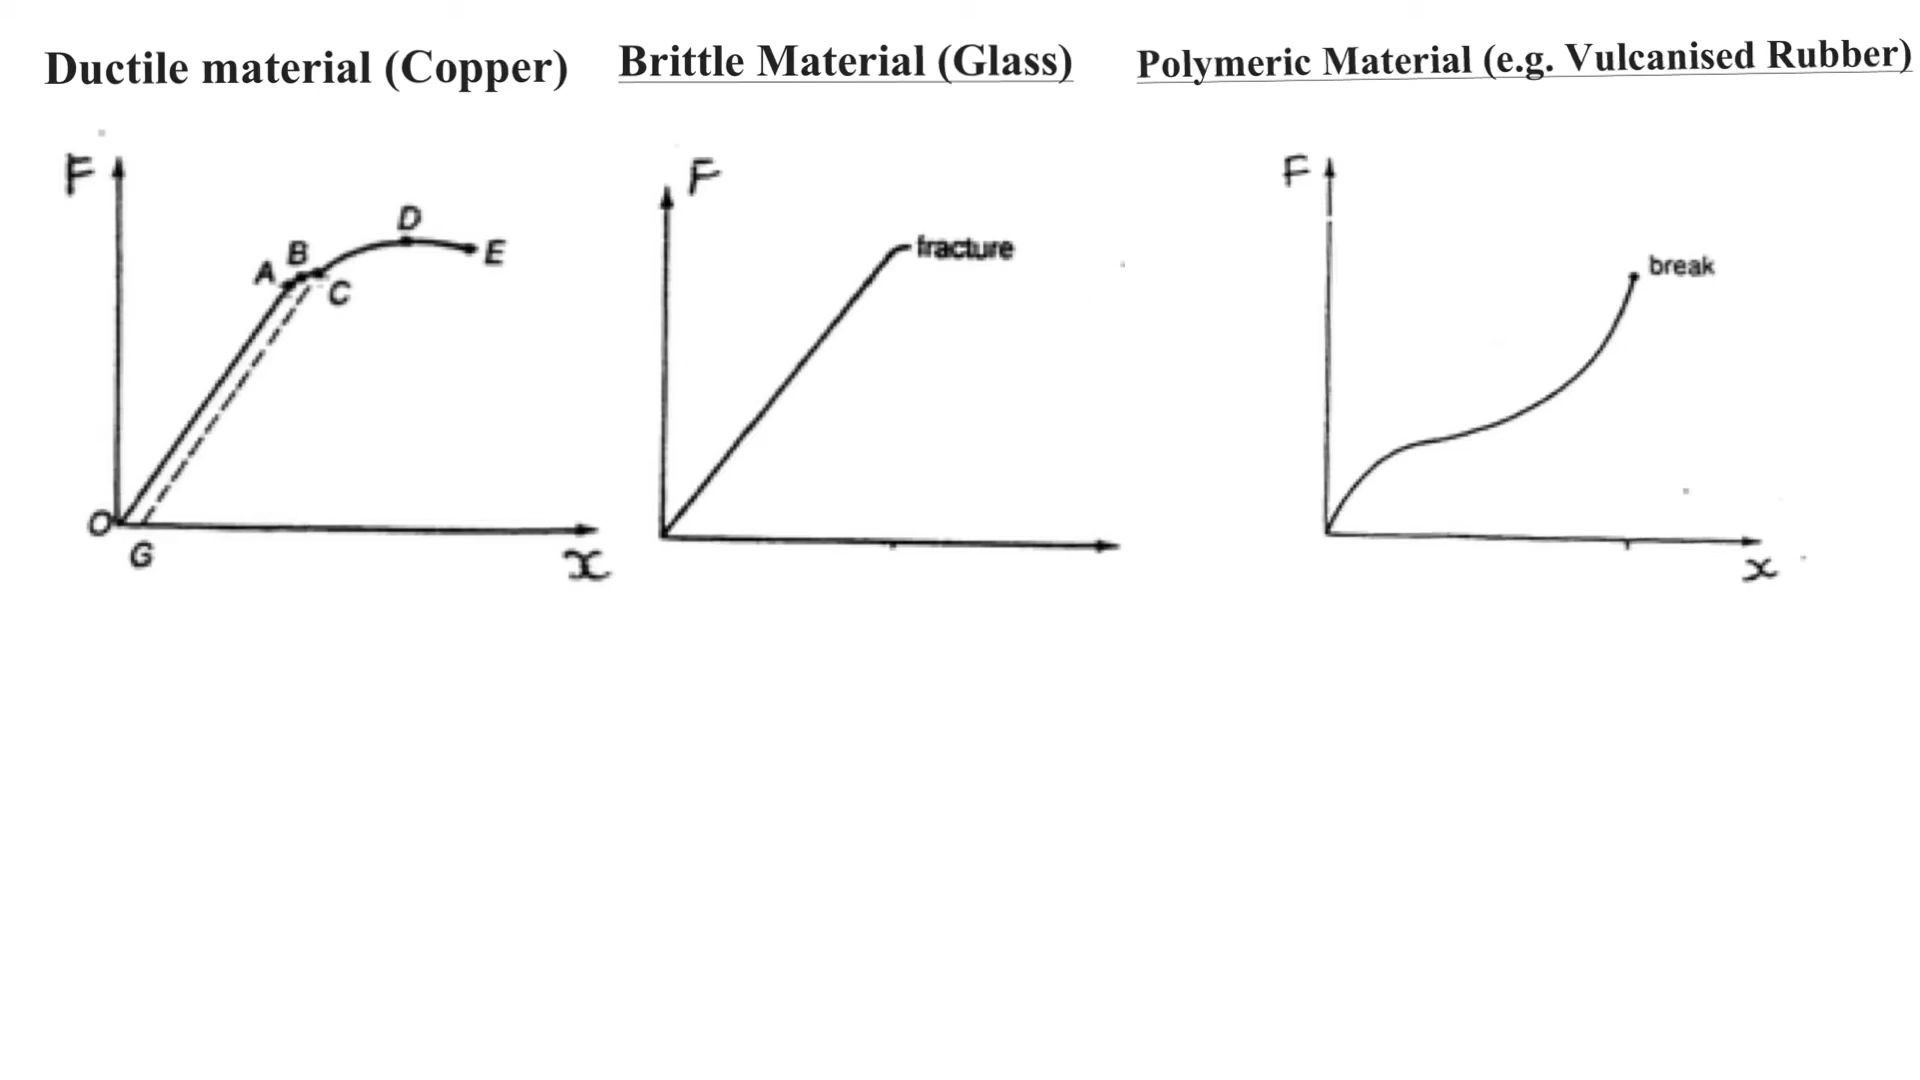 Ductile material (Copper)
Brittle Material (Glass)
Polymeric Material (e.g. Vulcanised Rubber)
F
A
B
C
D
E
O
G
x
F
fracture
F
break
x